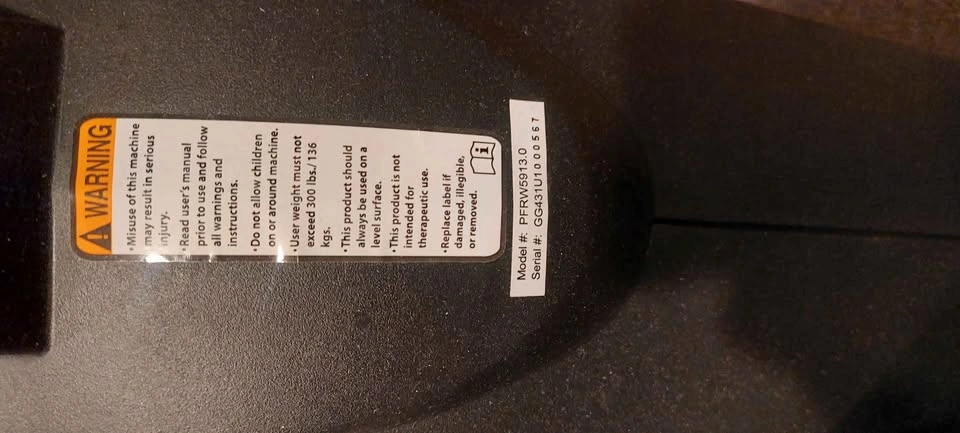 WARNING
•Misuse of this machine
may result in serious
injury.
•Read user's manual
prior to use and follow
all warnings and
instructions.
•Do not allow children
on or around machine.
•User weight must not
exceed 300 lbs./ 136
kgs.
•This product should
always be used on a
level surface.
•This product is not
intended for
therapeutic use.
•Replace label if
damaged, illegible,
or removed.
Model #: PFRW5913.0
Serial #: GG431U1000567